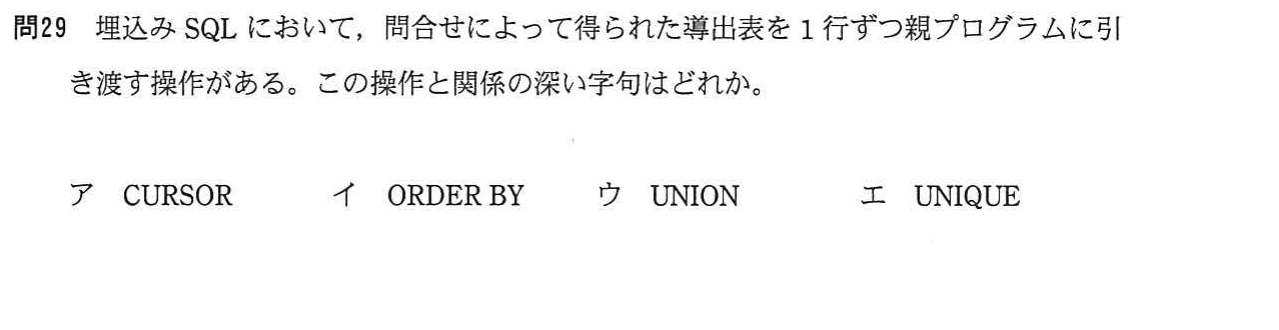 問29 埋込み SQL において，問合せによって得られた導出表を 1 行ずつ親プログラムに引
き渡す操作がある。この操作と関係の深い字句はどれか。
ア CURSOR イ ORDER BY ウ UNION エ UNIQUE